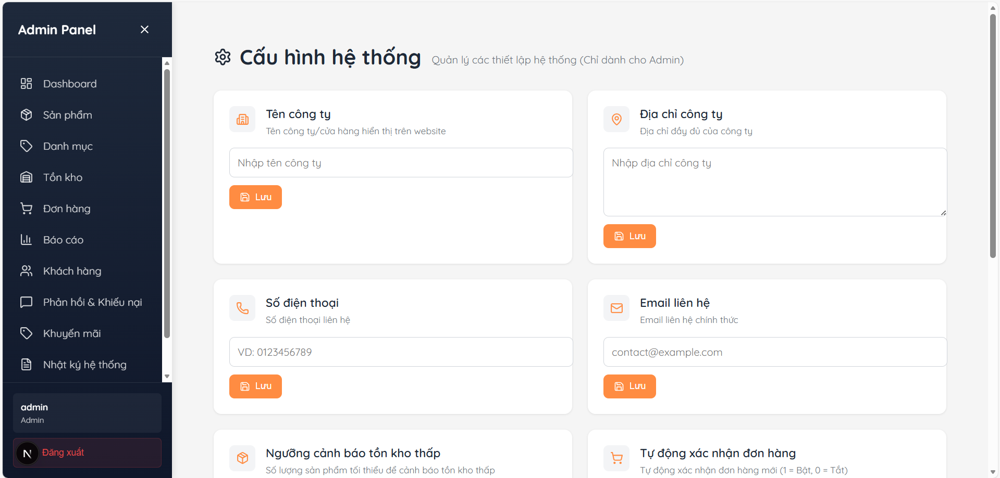 Admin Panel
Dashboard
Sản phẩm
Danh mục
Tồn kho
Đơn hàng
Báo cáo
Khách hàng
Phản hồi & Khiếu nại
Khuyến mãi
Nhật ký hệ thống
admin
Admin
N
Đăng xuất
Cấu hình hệ thống
Quản lý các thiết lập hệ thống (Chỉ dành cho Admin)
Tên công ty
Tên công ty/cửa hàng hiển thị trên website
Nhập tên công ty
Lưu
Địa chỉ công ty
Địa chỉ đầy đủ của công ty
Nhập địa chỉ công ty
Lưu
Số điện thoại
Số điện thoại liên hệ
VD: 0123456789
Lưu
Email liên hệ
Email liên hệ chính thức
contact@example.com
Lưu
Ngưỡng cảnh báo tồn kho thấp
Số lượng sản phẩm tối thiểu để cảnh báo tồn kho thấp
Tự động xác nhận đơn hàng
Tự động xác nhận đơn hàng mới (1 = Bật, 0 = Tắt)